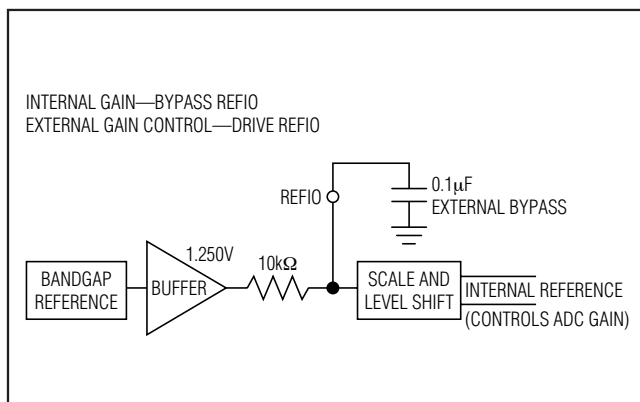 INTERNAL GAIN—BYPASS REFIO
EXTERNAL GAIN CONTROL—DRIVE REFIO
REFIO
0.1µF
EXTERNAL BYPASS
1.250V
10kΩ
BANDGAP
REFERENCE
BUFFER
SCALE AND
LEVEL SHIFT
INTERNAL REFERENCE
(CONTROLS ADC GAIN)